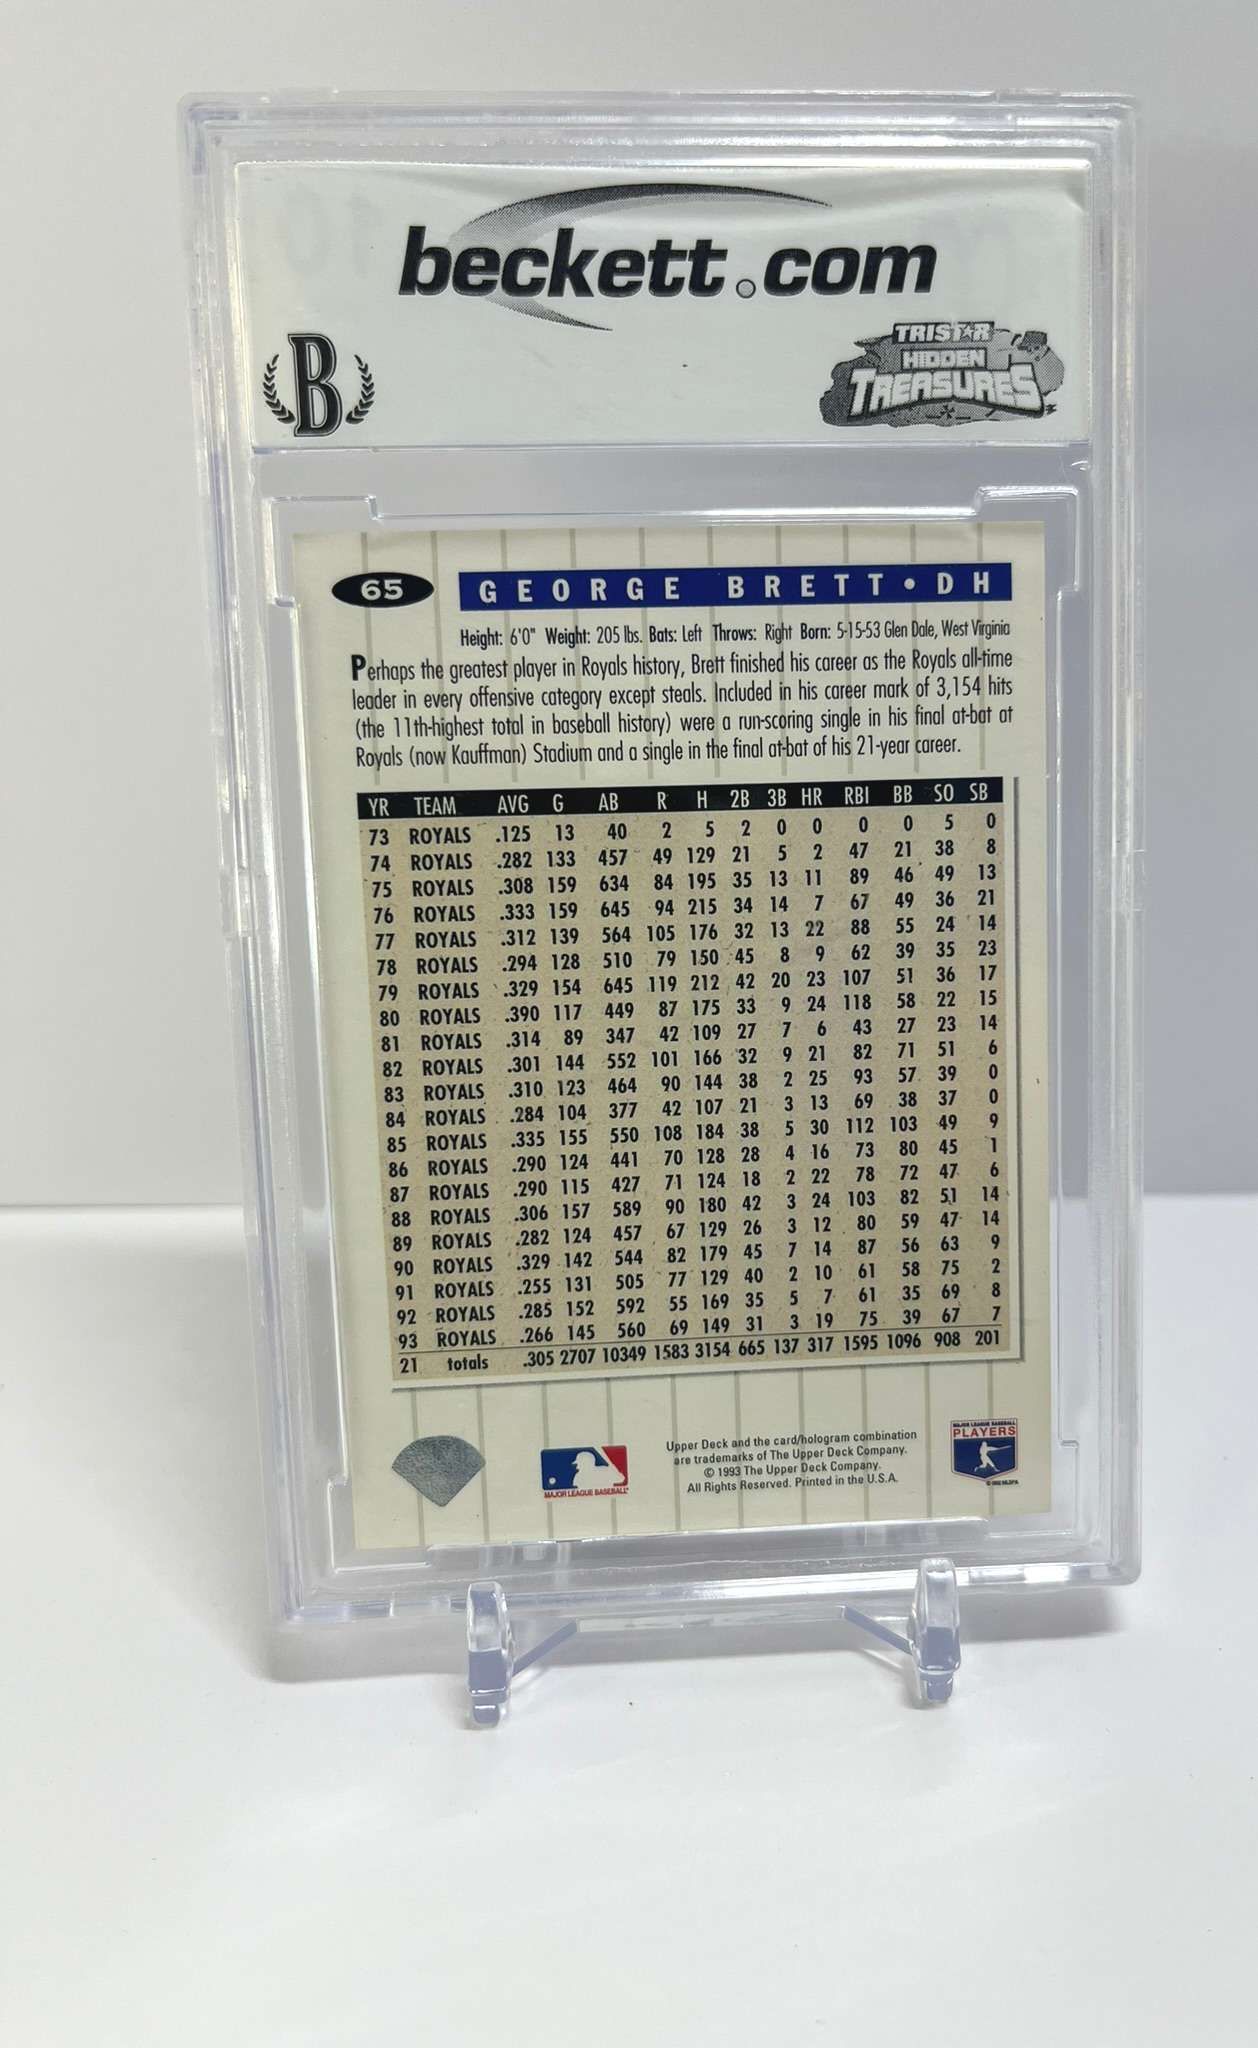 beckett.com
B
TRISTAR
HIDDEN
TREASURES
65
GEORGE BRETT • DH
Height: 6'0" Weight: 205 lbs. Bats: Left Throws: Right Born: 5-15-53 Glen Dale, West Virginia
Perhaps the greatest player in Royals history, Brett finished his career as the Royals all-time
leader in every offensive category except steals. Included in his career mark of 3,154 hits
(the 11th-highest total in baseball history) were a run-scoring single in his final at-bat at
Royals (now Kauffman) Stadium and a single in the final at-bat of his 21-year career.
YR TEAM AVG G AB R H 2B 3B HR RBI BB SO SB
73 ROYALS .125 13 40 2 5 2 0 0 0 0 5 0
74 ROYALS .282 133 457 49 129 21 5 2 47 21 38 8
75 ROYALS .308 159 634 84 195 35 13 11 89 46 49 13
76 ROYALS .333 159 645 94 215 34 14 7 67 49 36 21
77 ROYALS .312 139 564 105 176 32 13 22 88 55 24 14
78 ROYALS .294 128 510 79 150 45 8 9 62 39 35 23
79 ROYALS .329 154 645 119 212 42 20 23 107 51 36 17
80 ROYALS .390 117 449 87 175 33 9 24 118 58 22 15
81 ROYALS .314 89 347 42 109 27 7 6 43 27 23 14
82 ROYALS .301 144 552 101 166 32 9 21 82 71 51 6
83 ROYALS .310 123 464 90 144 38 2 25 93 57 39 0
84 ROYALS .284 104 377 42 107 21 3 13 69 38 37 0
85 ROYALS .335 155 550 108 184 38 5 30 112 103 49 9
86 ROYALS .290 124 441 70 128 28 4 16 73 80 45 1
87 ROYALS .290 115 427 71 124 18 2 22 78 72 47 6
88 ROYALS .306 157 589 90 180 42 3 24 103 82 51 14
89 ROYALS .282 124 457 67 129 26 3 12 80 59 47 14
90 ROYALS .329 142 544 82 179 45 7 14 87 56 63 9
91 ROYALS .255 131 505 77 129 40 2 10 61 58 75 2
92 ROYALS .285 152 592 55 169 35 5 7 61 35 69 8
93 ROYALS .266 145 560 69 149 31 3 19 75 39 67 7
21 totals .305 2707 10349 1583 3154 665 137 317 1595 1096 908 201
MAJOR LEAGUE BASEBALL
Upper Deck and the card/hologram combination
are trademarks of The Upper Deck Company.
© 1993 The Upper Deck Company.
All Rights Reserved. Printed in the U.S.A.
MAJOR LEAGUE BASEBALL
PLAYERS